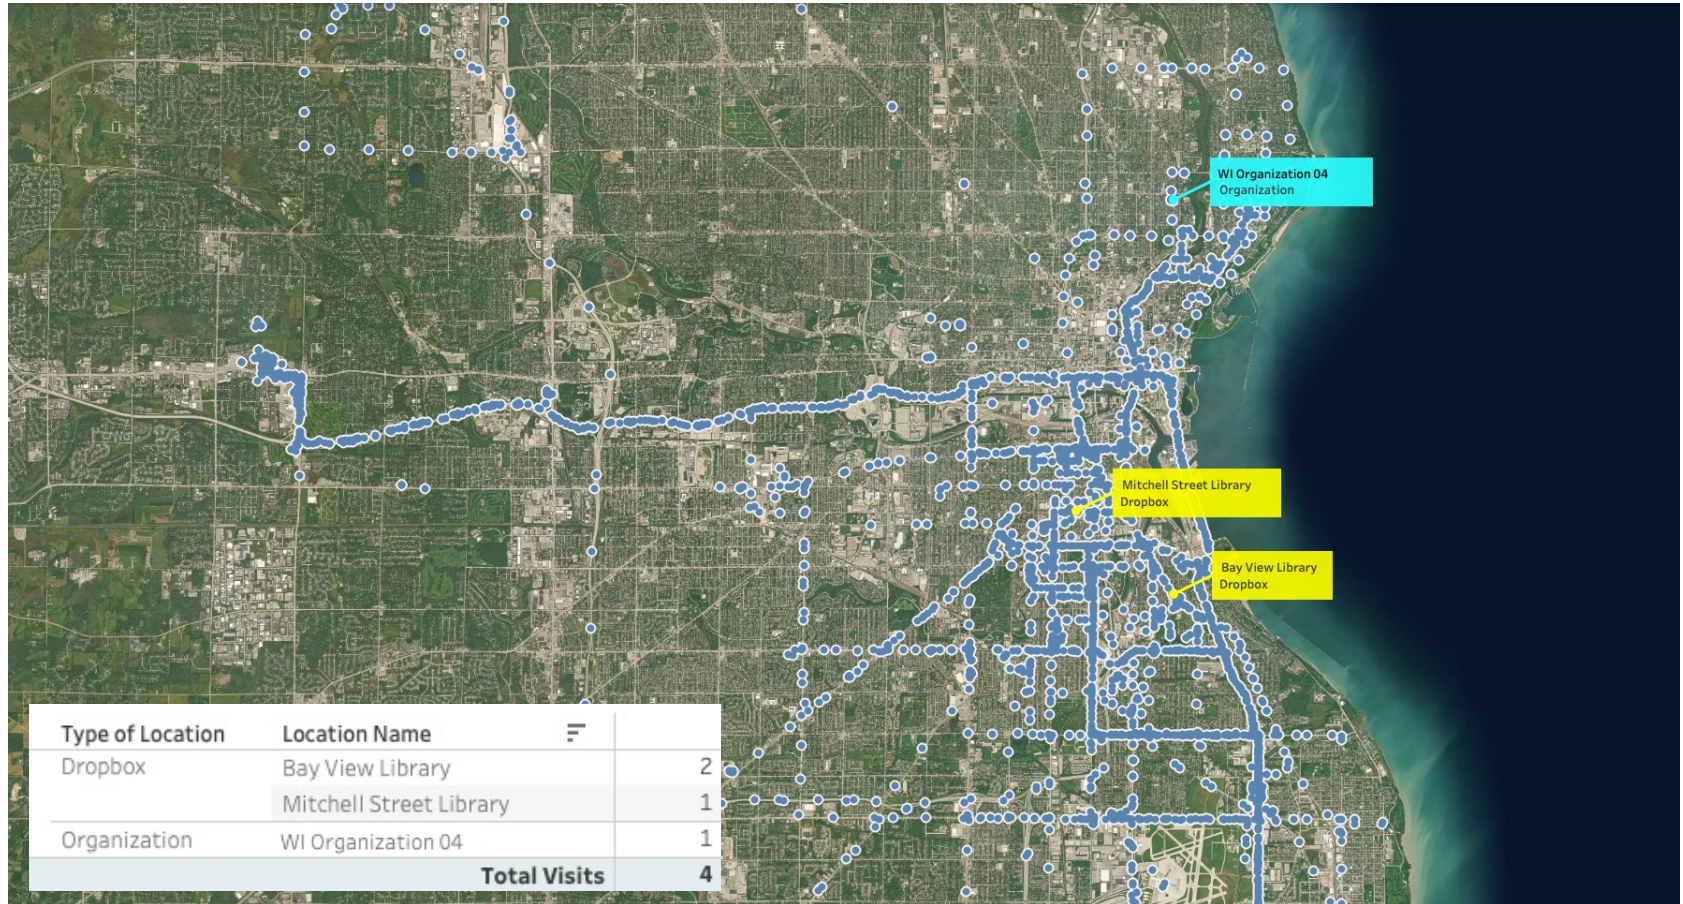 WI Organization 04
Organization
Mitchell Street Library
Dropbox
Bay View Library
Dropbox
Type of Location Location Name
Dropbox Bay View Library 2
Mitchell Street Library 1
Organization WI Organization 04 1
Total Visits 4